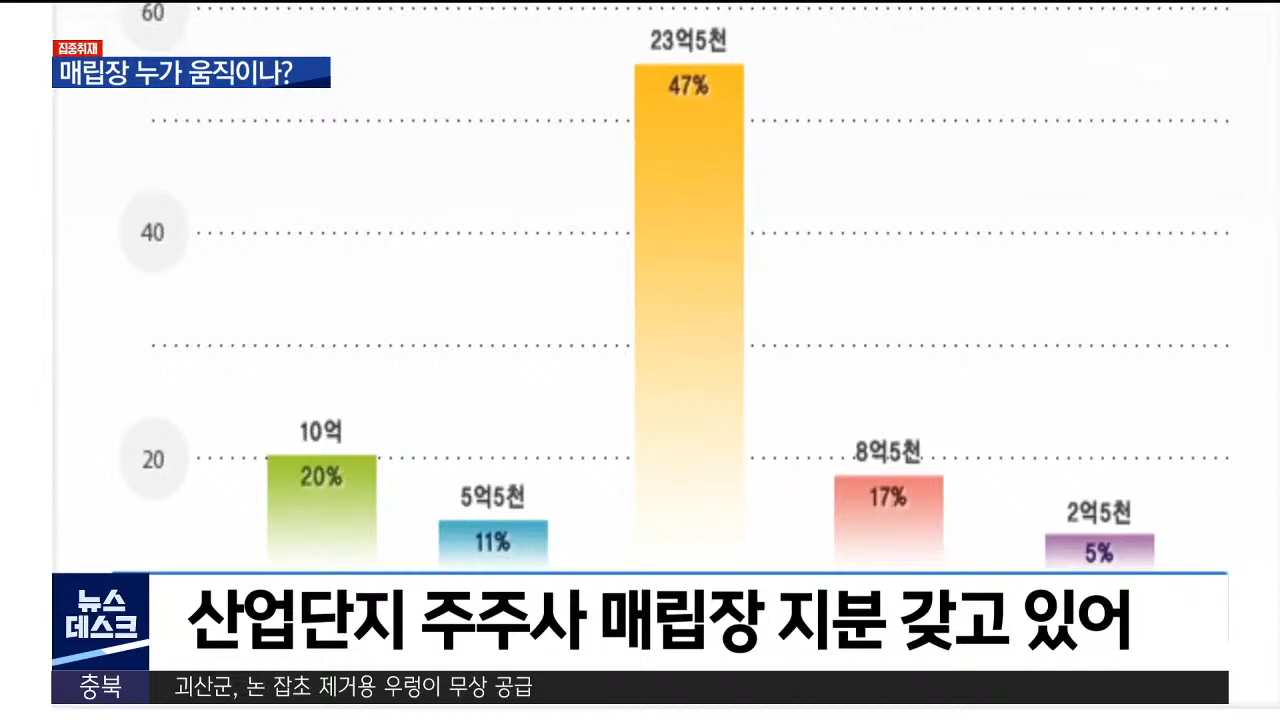 60
집중취재
매립장 누가 움직이나?
23억5천
47%
40
10억
20%
20
5억5천
11%
8억5천
17%
2억5천
5%
뉴스
데스크
산업단지 주주사 매립장 지분 갖고 있어
충북
괴산군, 논 잡초 제거용 우렁이 무상 공급